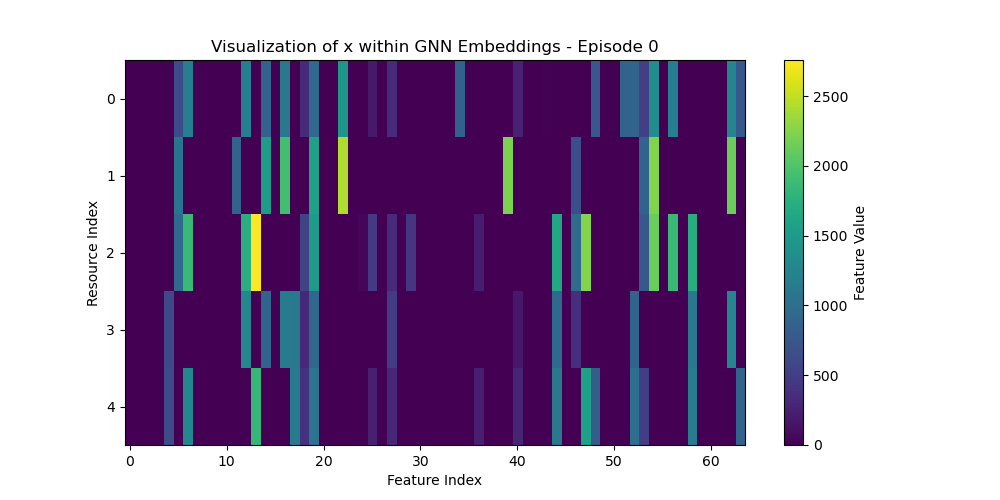 Visualization of x within GNN Embeddings - Episode 0
0
1
2
3
4
Resource Index
0 10 20 30 40 50 60
Feature Index
2500
2000
1500
1000
500
0
Feature Value